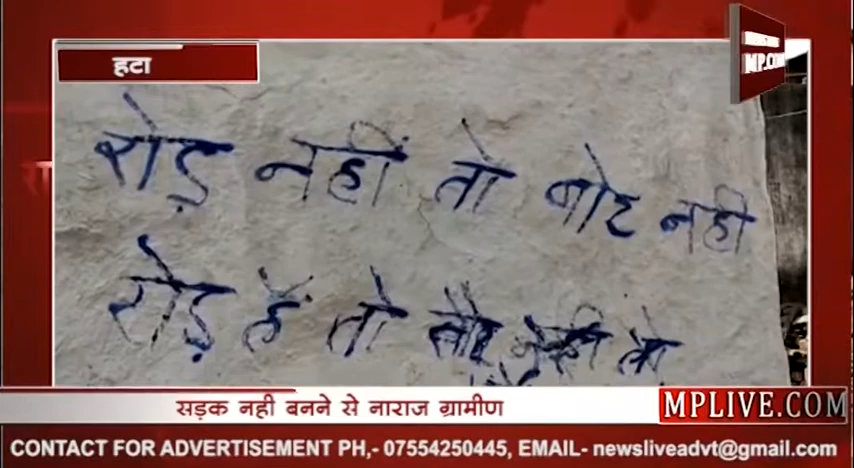 हटा
MP.COM
रोड़ नहीं तो बोट नही
रोड़ है तो
सड़क नही बनने से नाराज ग्रामीण
MPLIVE.COM
CONTACT FOR ADVERTISEMENT PH,- 07554250445, EMAIL- newsliveadvt@gmail.com